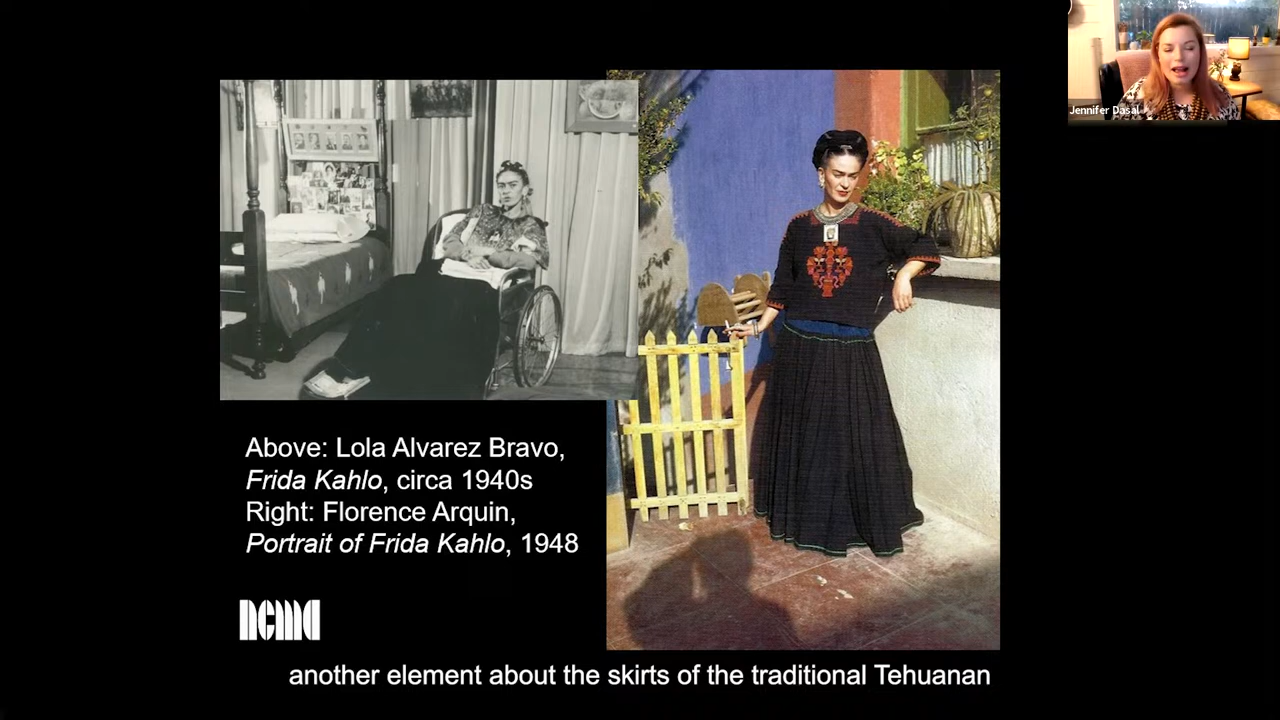 Jennifer Dasal
Above: Lola Alvarez Bravo,
Frida Kahlo, circa 1940s
Right: Florence Arquin,
Portrait of Frida Kahlo, 1948
ncma
another element about the skirts of the traditional Tehuanan